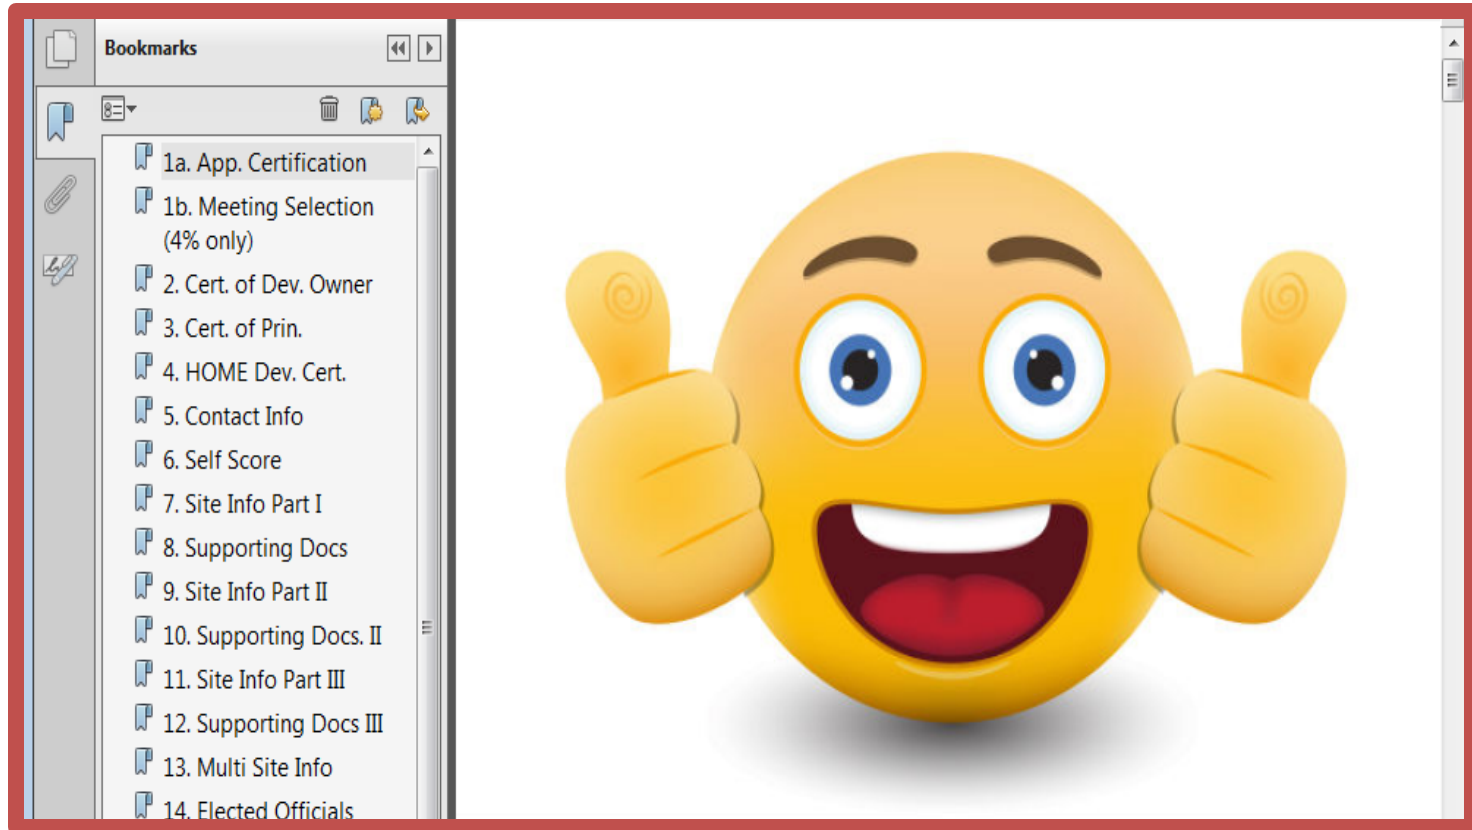 Bookmarks
1a. App. Certification
1b. Meeting Selection
(4% only)
2. Cert. of Dev. Owner
3. Cert. of Prin.
4. HOME Dev. Cert.
5. Contact Info
6. Self Score
7. Site Info Part I
8. Supporting Docs
9. Site Info Part II
10. Supporting Docs. II
11. Site Info Part III
12. Supporting Docs III
13. Multi Site Info
14. Elected Officials